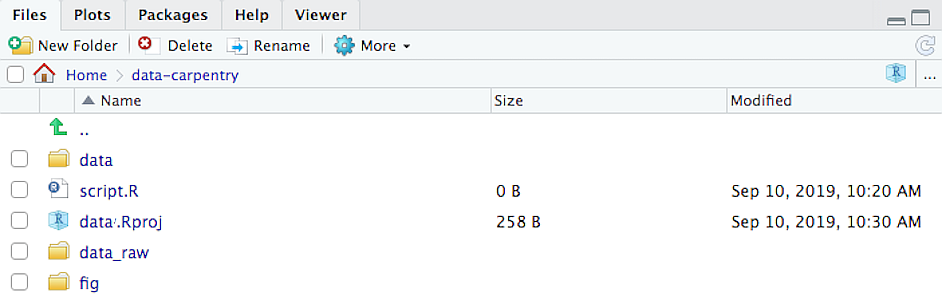 Files Plots Packages Help Viewer
New Folder Delete Rename More
Home data-carpentry R ...
Name Size Modified
..
data
script.R 0 B Sep 10, 2019, 10:20 AM
data.Rproj 258 B Sep 10, 2019, 10:30 AM
data_raw
fig